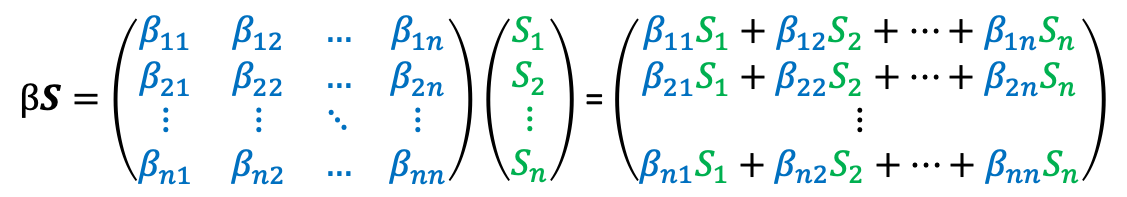 β𝑺 = (β₁₁ β₁₂ … β₁ₙ) (S₁) = (β₁₁S₁ + β₁₂S₂ + ⋯ + β₁ₙSₙ)
(β₂₁ β₂₂ … β₂ₙ) (S₂) (β₂₁S₁ + β₂₂S₂ + ⋯ + β₂ₙSₙ)
⋮ ⋮ ⋱ ⋮ ⋮ ⋮
(βₙ₁ βₙ₂ … βₙₙ) (Sₙ) (βₙ₁S₁ + βₙ₂S₂ + ⋯ + βₙₙSₙ)